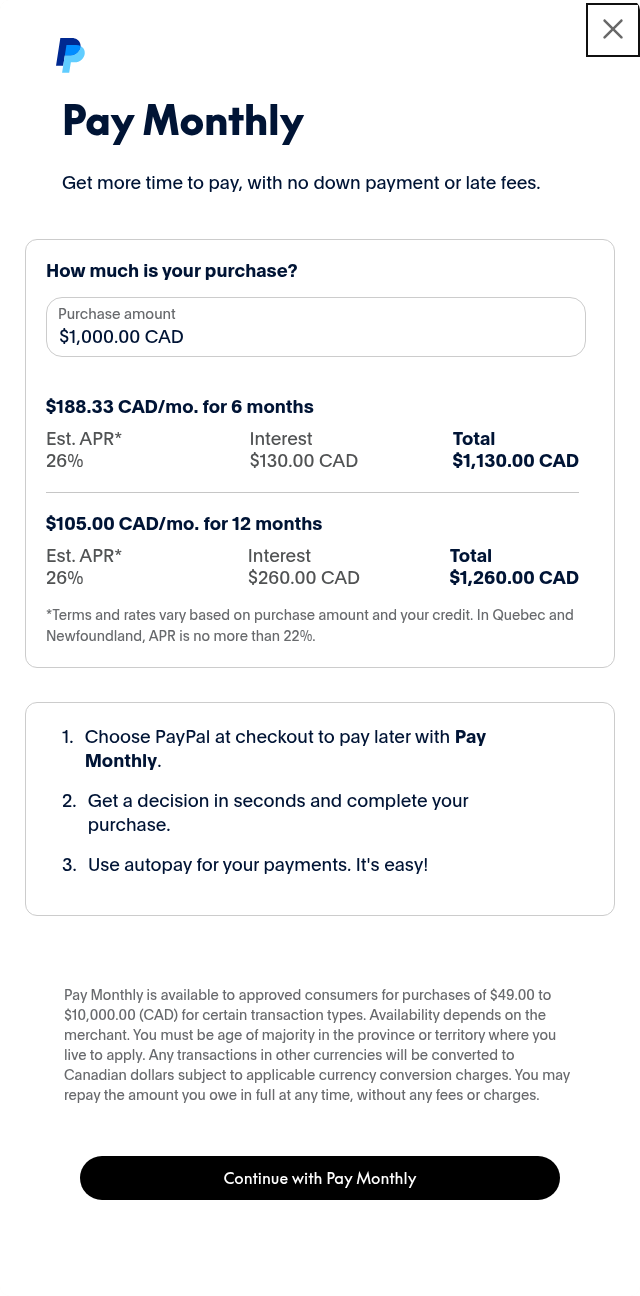 Pay Monthly
Get more time to pay, with no down payment or late fees.
How much is your purchase?
Purchase amount
$1,000.00 CAD
$188.33 CAD/mo. for 6 months
Est. APR* Interest Total
26% $130.00 CAD $1,130.00 CAD
$105.00 CAD/mo. for 12 months
Est. APR* Interest Total
26% $260.00 CAD $1,260.00 CAD
*Terms and rates vary based on purchase amount and your credit. In Quebec and
Newfoundland, APR is no more than 22%.
1. Choose PayPal at checkout to pay later with Pay
Monthly.
2. Get a decision in seconds and complete your
purchase.
3. Use autopay for your payments. It's easy!
Pay Monthly is available to approved consumers for purchases of $49.00 to
$10,000.00 (CAD) for certain transaction types. Availability depends on the
merchant. You must be age of majority in the province or territory where you
live to apply. Any transactions in other currencies will be converted to
Canadian dollars subject to applicable currency conversion charges. You may
repay the amount you owe in full at any time, without any fees or charges.
Continue with Pay Monthly